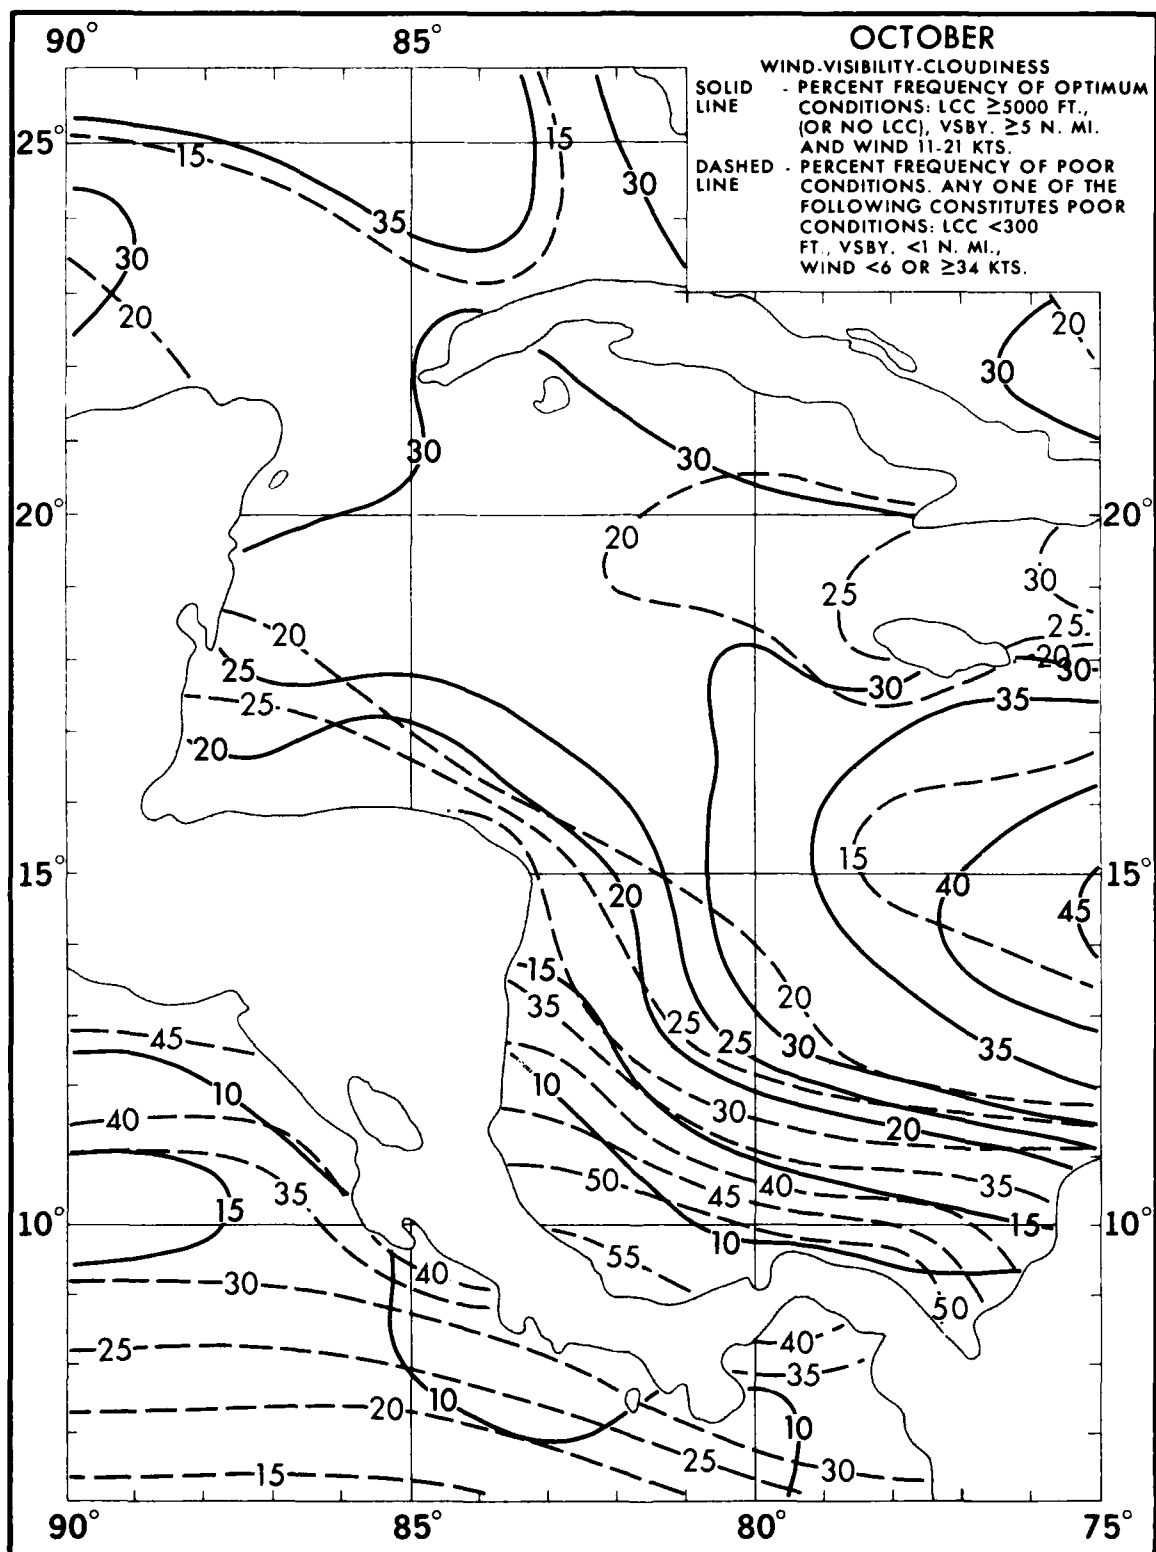 90° 85° OCTOBER
WIND-VISIBILITY-CLOUDINESS
SOLID - PERCENT FREQUENCY OF OPTIMUM
LINE CONDITIONS: LCC ≥5000 FT.,
(OR NO LCC), VSBY. ≥5 N. MI.
AND WIND 11-21 KTS.
DASHED - PERCENT FREQUENCY OF POOR
LINE CONDITIONS. ANY ONE OF THE
FOLLOWING CONSTITUTES POOR
CONDITIONS: LCC <300
FT., VSBY. <1 N. MI.,
WIND <6 OR ≥34 KTS.
25° 15 15
30
35
30
20 20
30
30 30
20° 20 20°
30
25
20 25
25 20 30
25 30 35
20
15 40
15° 20 15°
45
15 20
35 25 25 30 35
45
10 10
40 30 20
35 50 45 40 35
15 15
10° 10 10°
55
40
30 50
40
25 35
10
20 10
25 30
15
90° 85° 80° 75°